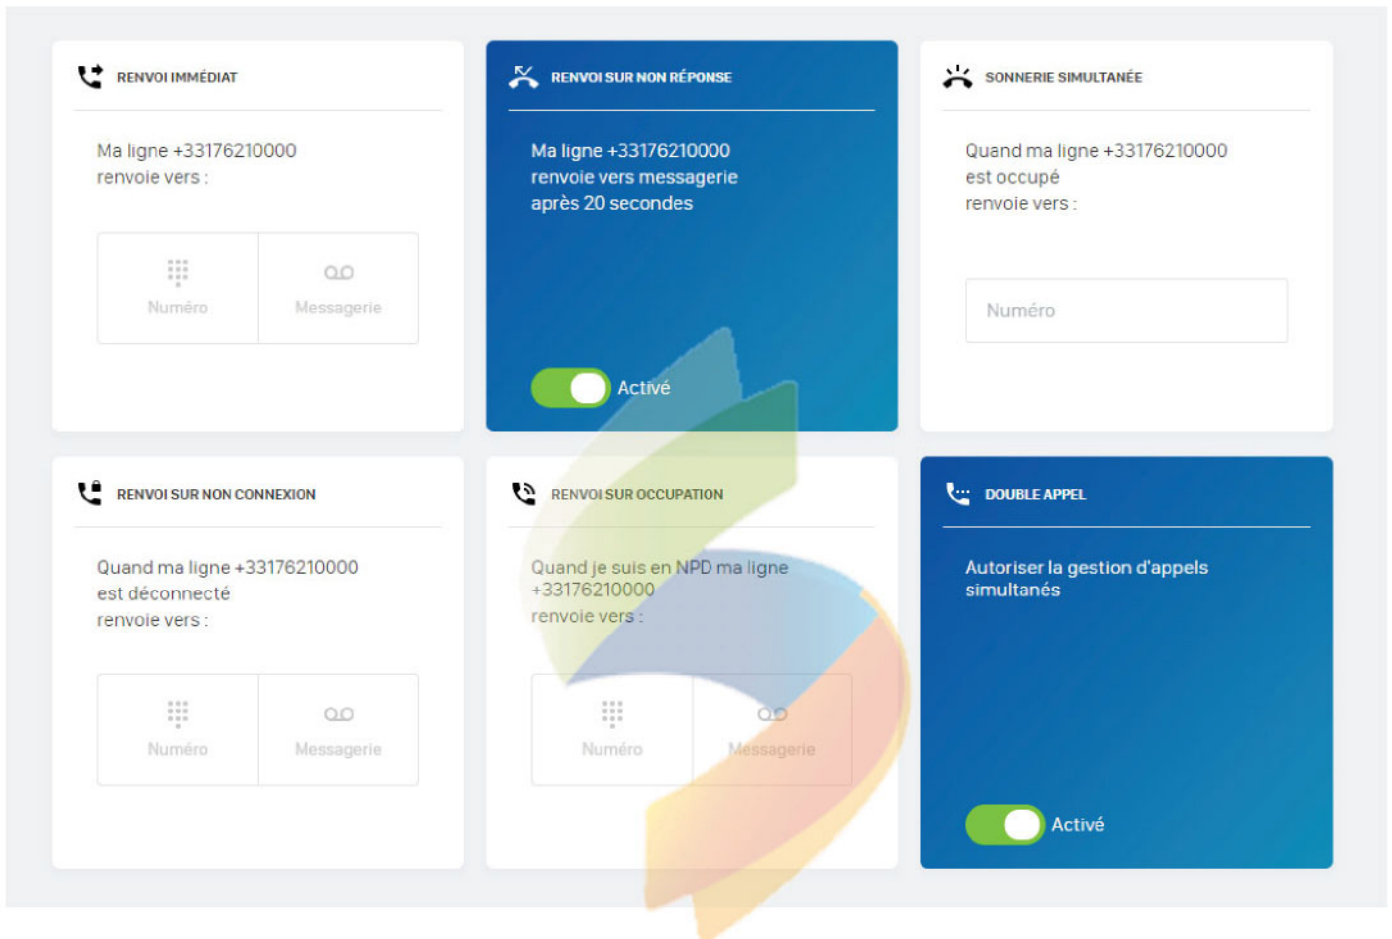 RENVOI IMMÉDIAT
Ma ligne +33176210000
renvoie vers :
Numéro
Messagerie
RENVOI SUR NON RÉPONSE
Ma ligne +33176210000
renvoie vers messagerie
après 20 secondes
Activé
SONNERIE SIMULTANÉE
Quand ma ligne +33176210000
est occupé
renvoie vers :
Numéro
RENVOI SUR NON CONNEXION
Quand ma ligne +33176210000
est déconnecté
renvoie vers :
Numéro
Messagerie
RENVOI SUR OCCUPATION
Quand je suis en NPD ma ligne
+33176210000
renvoie vers :
Numéro
Messagerie
DOUBLE APPEL
Autoriser la gestion d'appels
simultanés
Activé